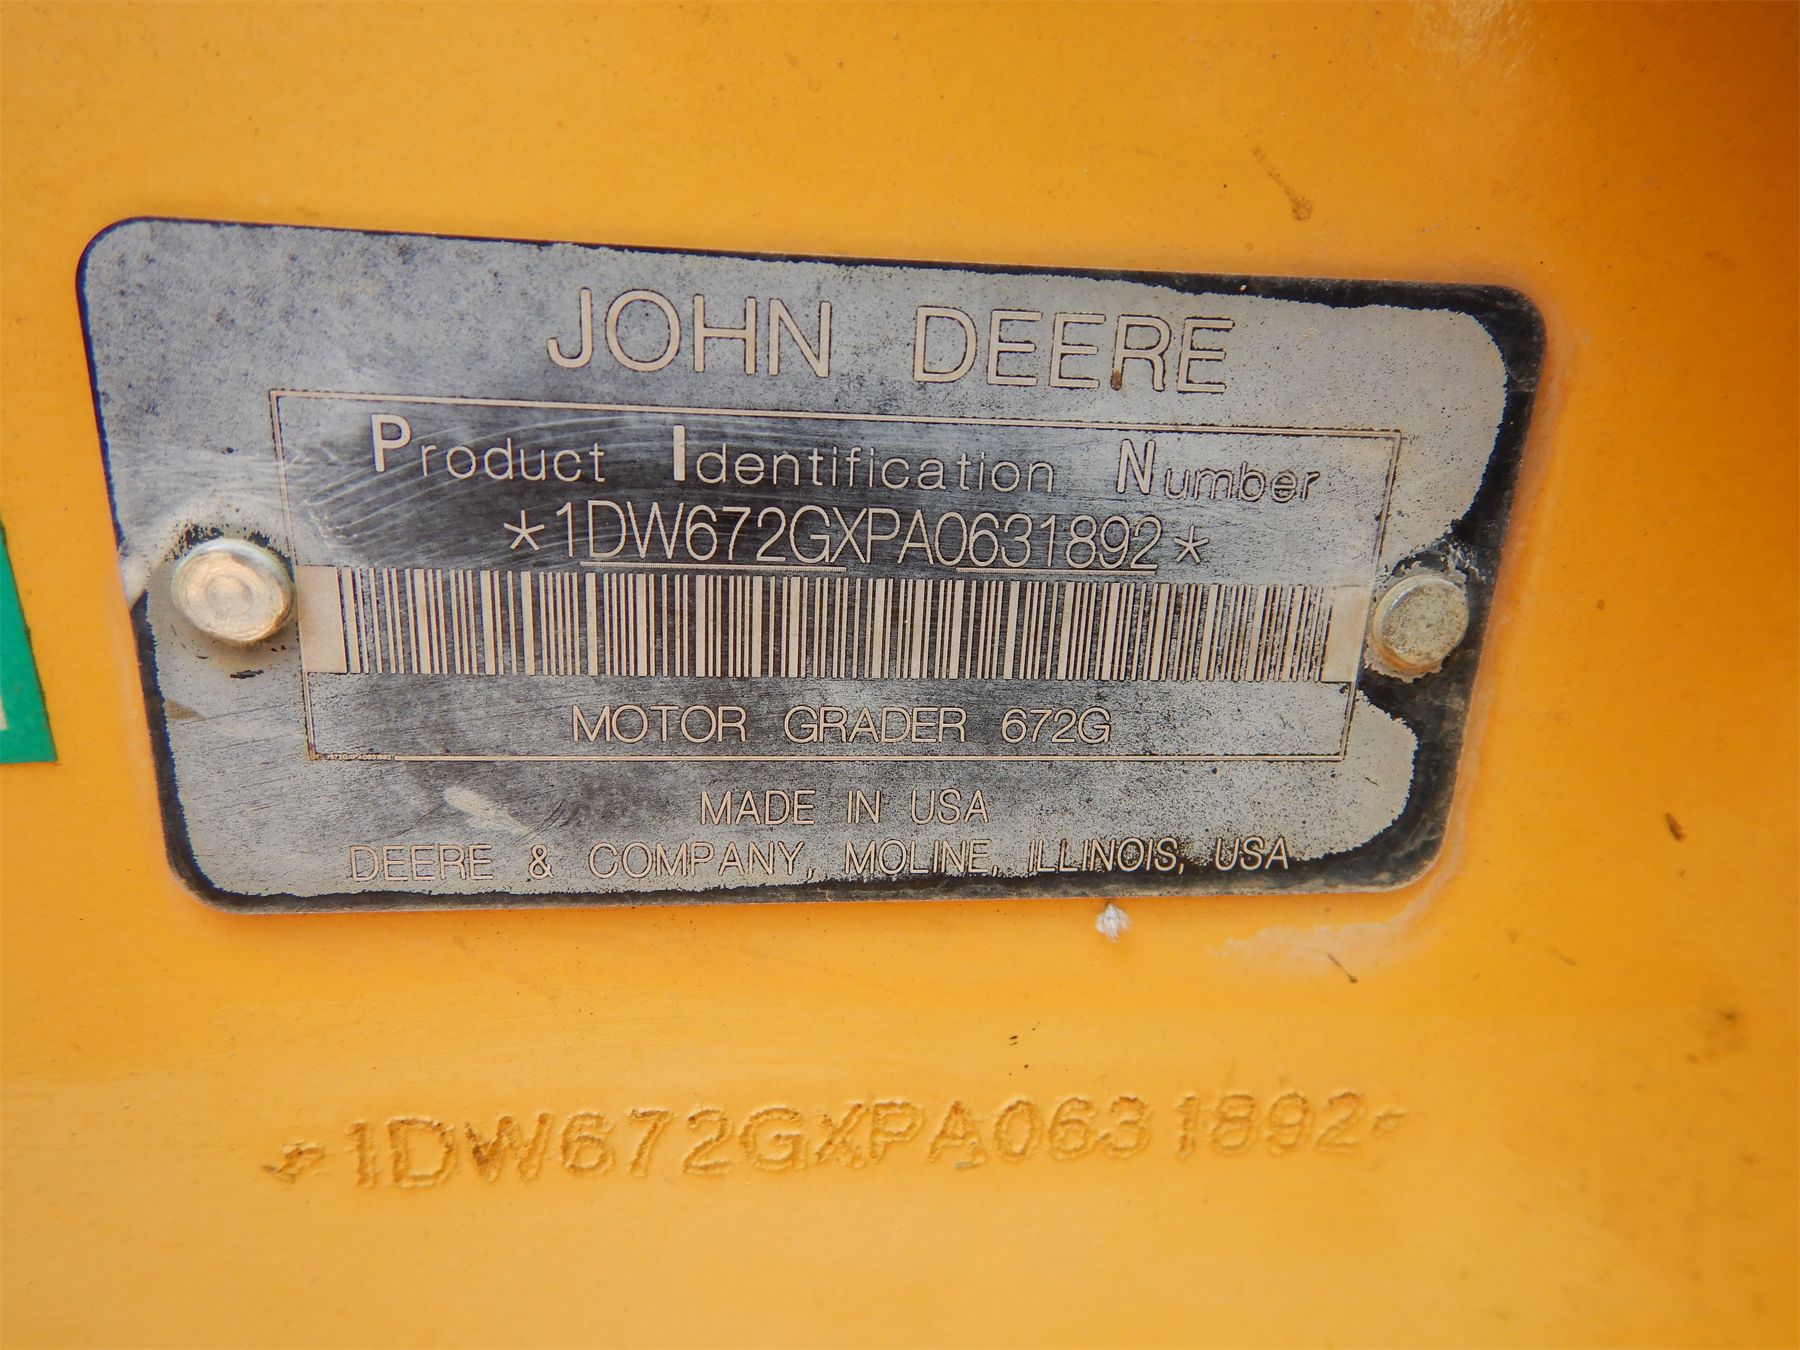 JOHN DEERE
Product Identification Number
*1DW672GXPA0631892*
MOTOR GRADER 672G
MADE IN USA
DEERE & COMPANY, MOLINE, ILLINOIS, USA
*1DW672GXPA0631892*